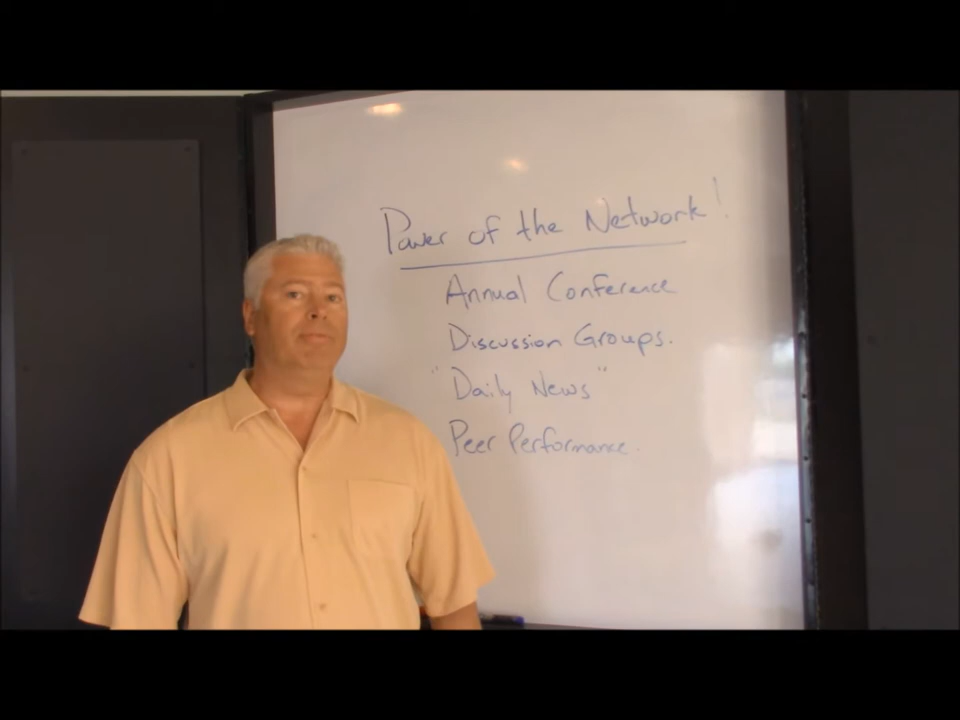 Power of the Network!
Annual Conference
Discussion Groups.
"Daily News"
Peer Performance.